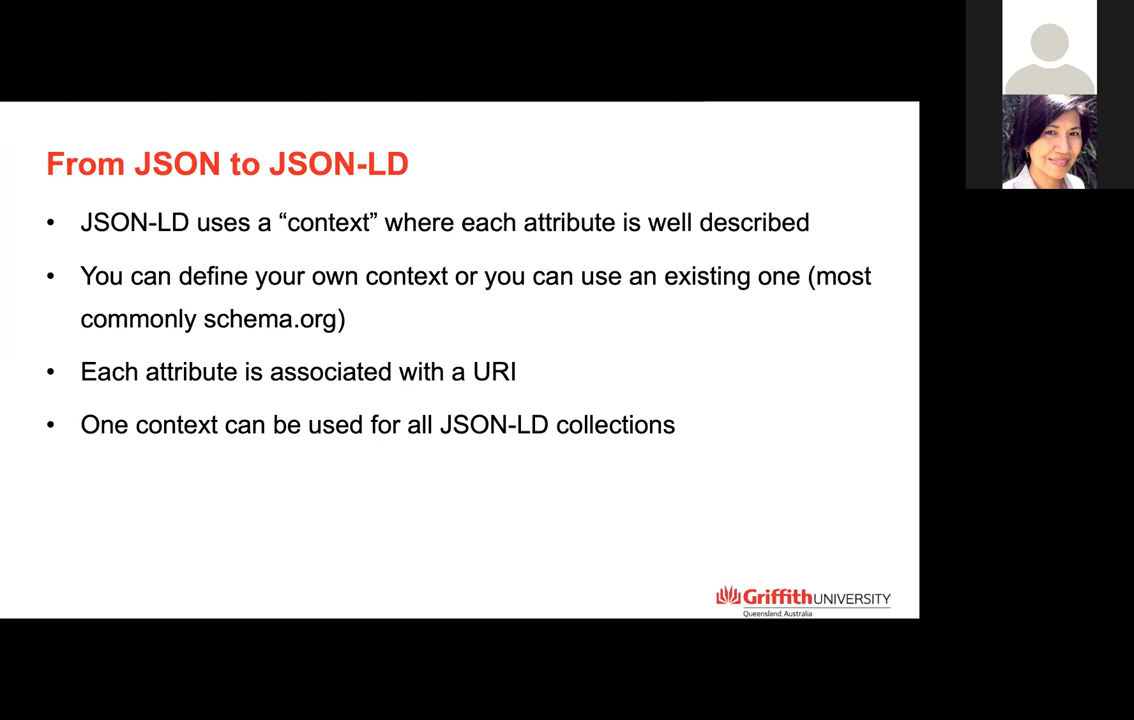 From JSON to JSON-LD
• JSON-LD uses a “context” where each attribute is well described
• You can define your own context or you can use an existing one (most
commonly schema.org)
• Each attribute is associated with a URI
• One context can be used for all JSON-LD collections
Griffith UNIVERSITY
Queensland, Australia